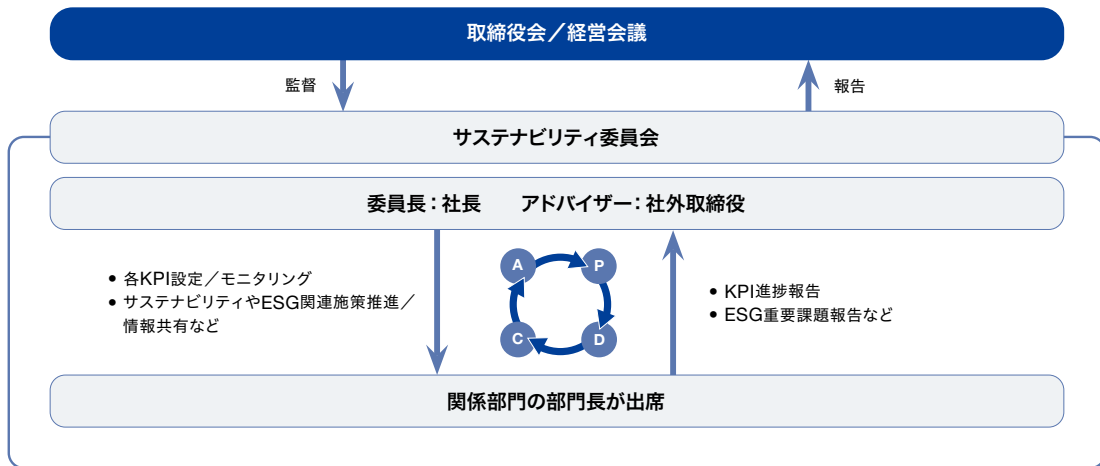 取締役会／経営会議
監督
報告
サステナビリティ委員会
委員長：社長　　アドバイザー：社外取締役
• 各KPI設定／モニタリング
• サステナビリティやESG関連施策推進／
情報共有など
A
P
C
D
• KPI進捗報告
• ESG重要課題報告など
関係部門の部門長が出席